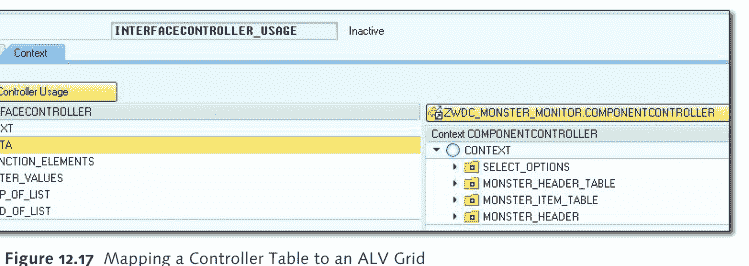 INTERFACECONTROLLER_USAGE Inactive
Context
Controller Usage
FACECONTROLLER
XT
TA
NCTION_ELEMENTS
TER_VALUES
P_OF_LIST
D_OF_LIST
ZWDC_MONSTER_MONITOR.COMPONENTCONTROLLER
Context COMPONENTCONTROLLER
CONTEXT
SELECT_OPTIONS
MONSTER_HEADER_TABLE
MONSTER_ITEM_TABLE
MONSTER_HEADER
Figure 12.17 Mapping a Controller Table to an ALV Grid